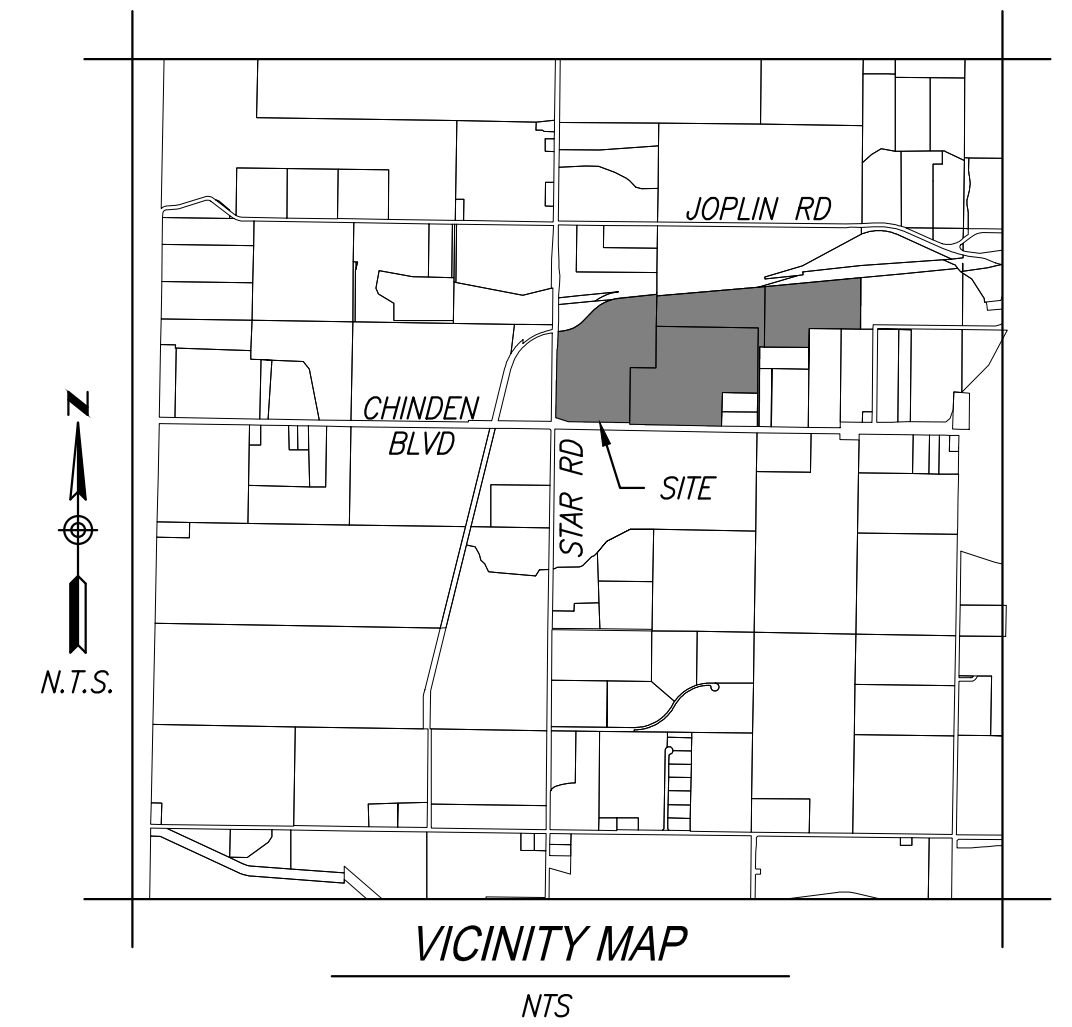 JOPLIN RD
CHINDEN
BLVD
STAR RD
SITE
N
N.T.S.
VICINITY MAP
NTS